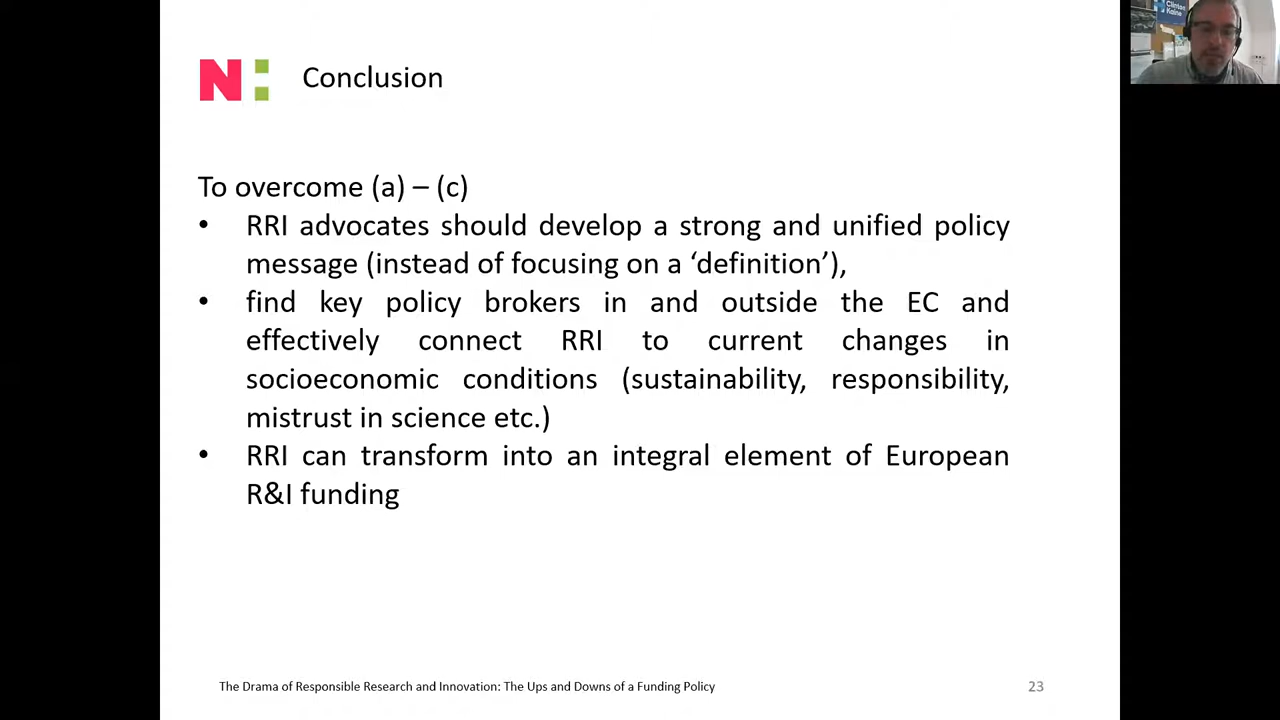 Clinton
Kaine
N:
Conclusion
To overcome (a) – (c)
• RRI advocates should develop a strong and unified policy
message (instead of focusing on a ‘definition’),
• find key policy brokers in and outside the EC and
effectively connect RRI to current changes in
socioeconomic conditions (sustainability, responsibility,
mistrust in science etc.)
• RRI can transform into an integral element of European
R&I funding
The Drama of Responsible Research and Innovation: The Ups and Downs of a Funding Policy
23